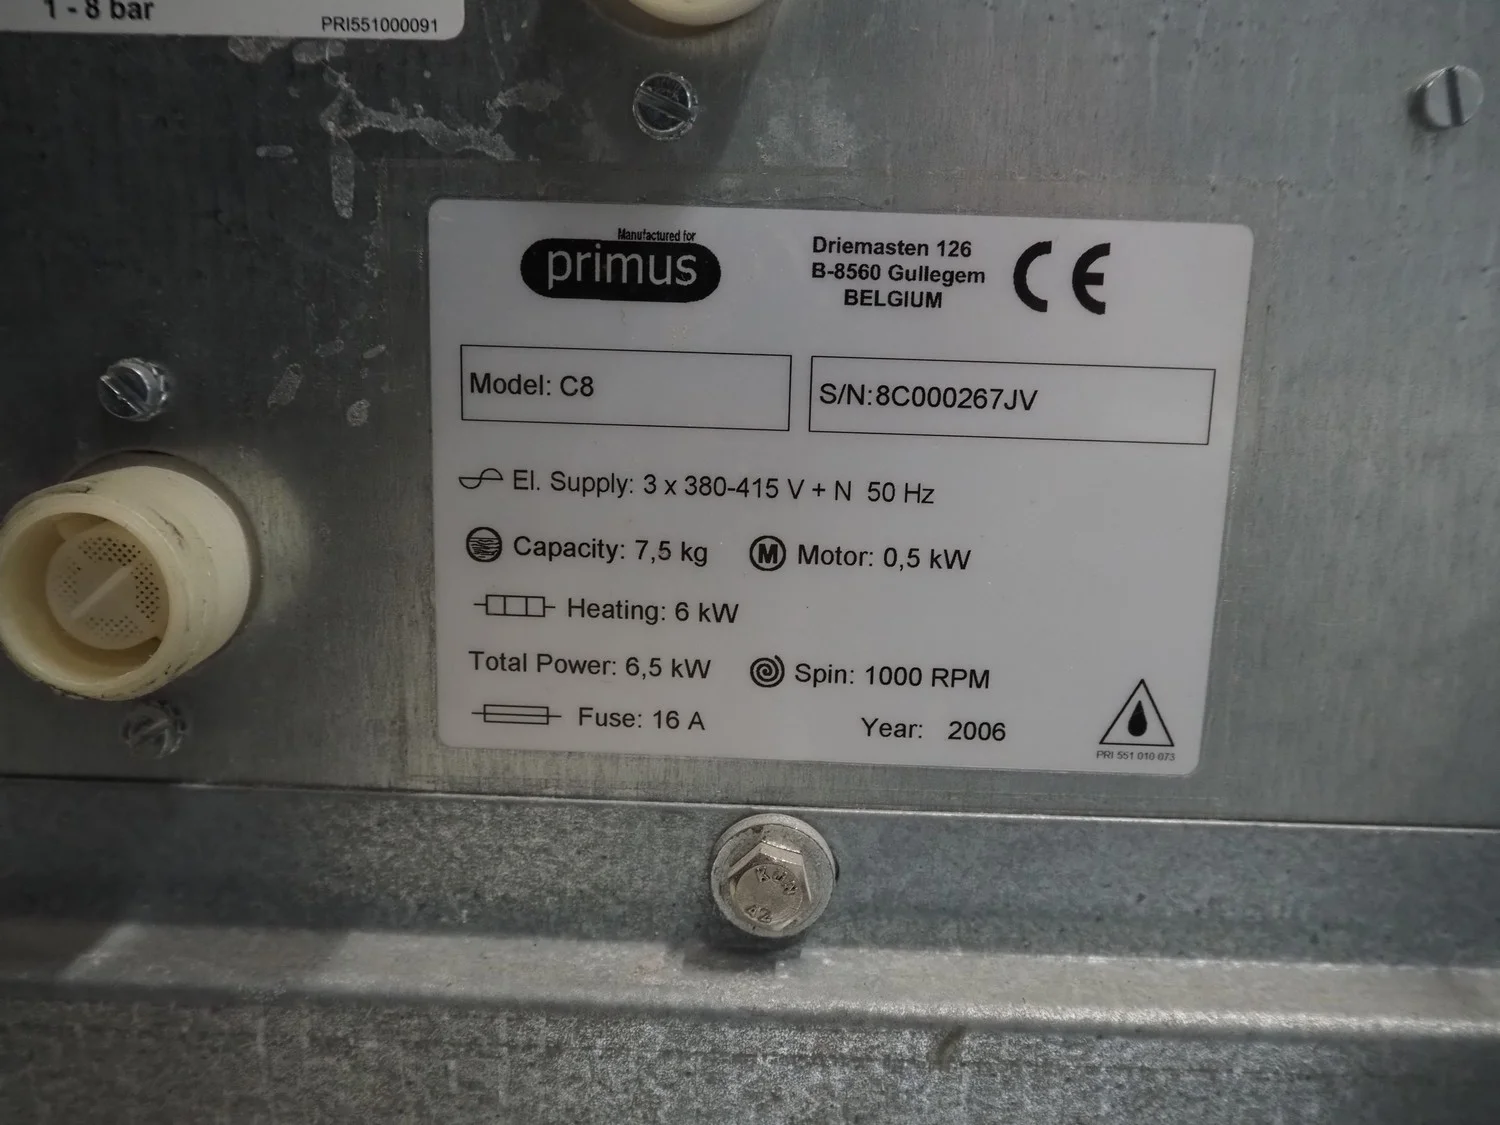 1 - 8 bar
PRI551000091
Manufactured for
primus
Driemasten 126
B-8560 Gullegem
BELGIUM
CE
Model: C8
S/N:8C000267JV
El. Supply: 3 x 380-415 V + N 50 Hz
Capacity: 7,5 kg
M
Motor: 0,5 kW
Heating: 6 kW
Total Power: 6,5 kW
Spin: 1000 RPM
Fuse: 16 A
Year: 2006
PRI 551 010 073